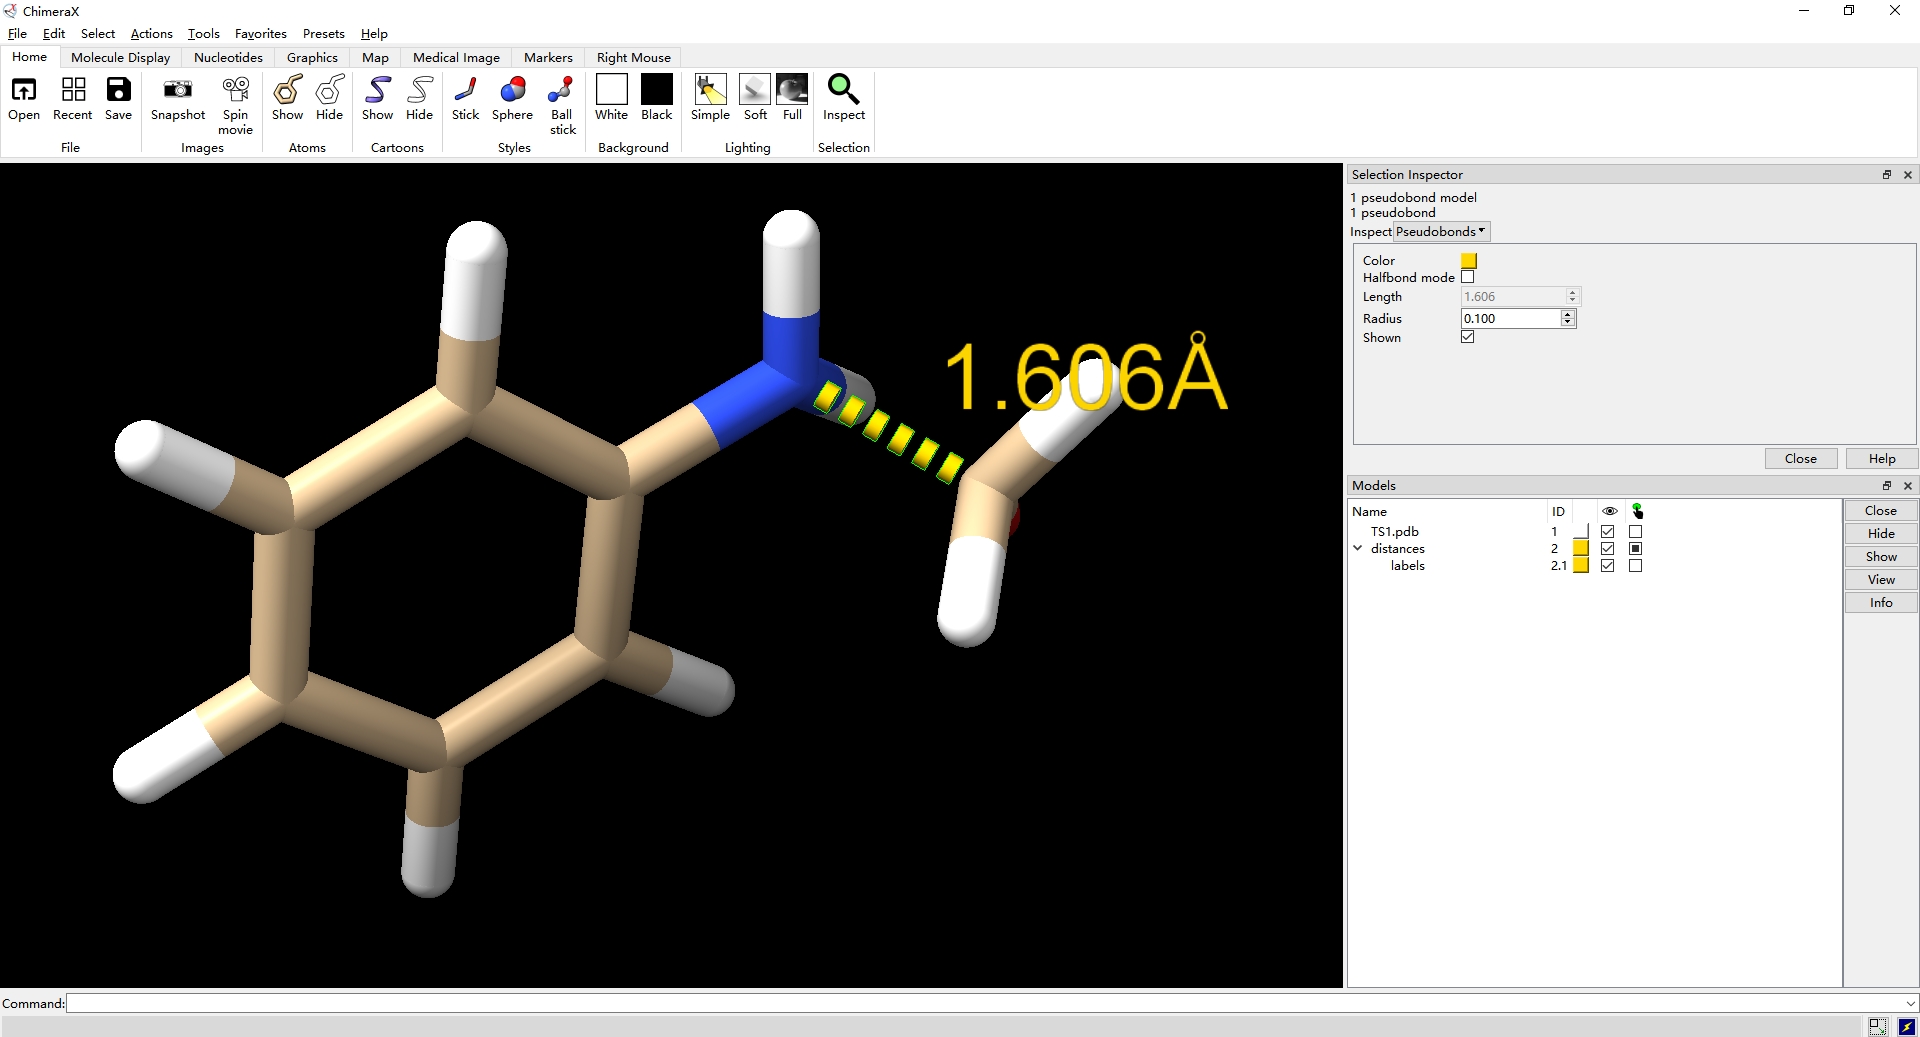 ChimeraX
File Edit Select Actions Tools Favorites Presets Help
Home Molecule Display Nucleotides Graphics Map Medical Image Markers Right Mouse
Open Recent Save Snapshot Spin movie Show Hide Show Hide Stick Sphere Ball stick White Black Simple Soft Full Inspect
File Images Atoms Cartoons Styles Background Lighting Selection
1.606Å
Selection Inspector
1 pseudobond model
1 pseudobond
Inspect Pseudobonds
Color
Halfbond mode
Length 1.606
Radius 0.100
Shown
Close Help
Models
Name ID
TS1.pdb 1
distances 2
labels 2.1
Close
Hide
Show
View
Info
Command: